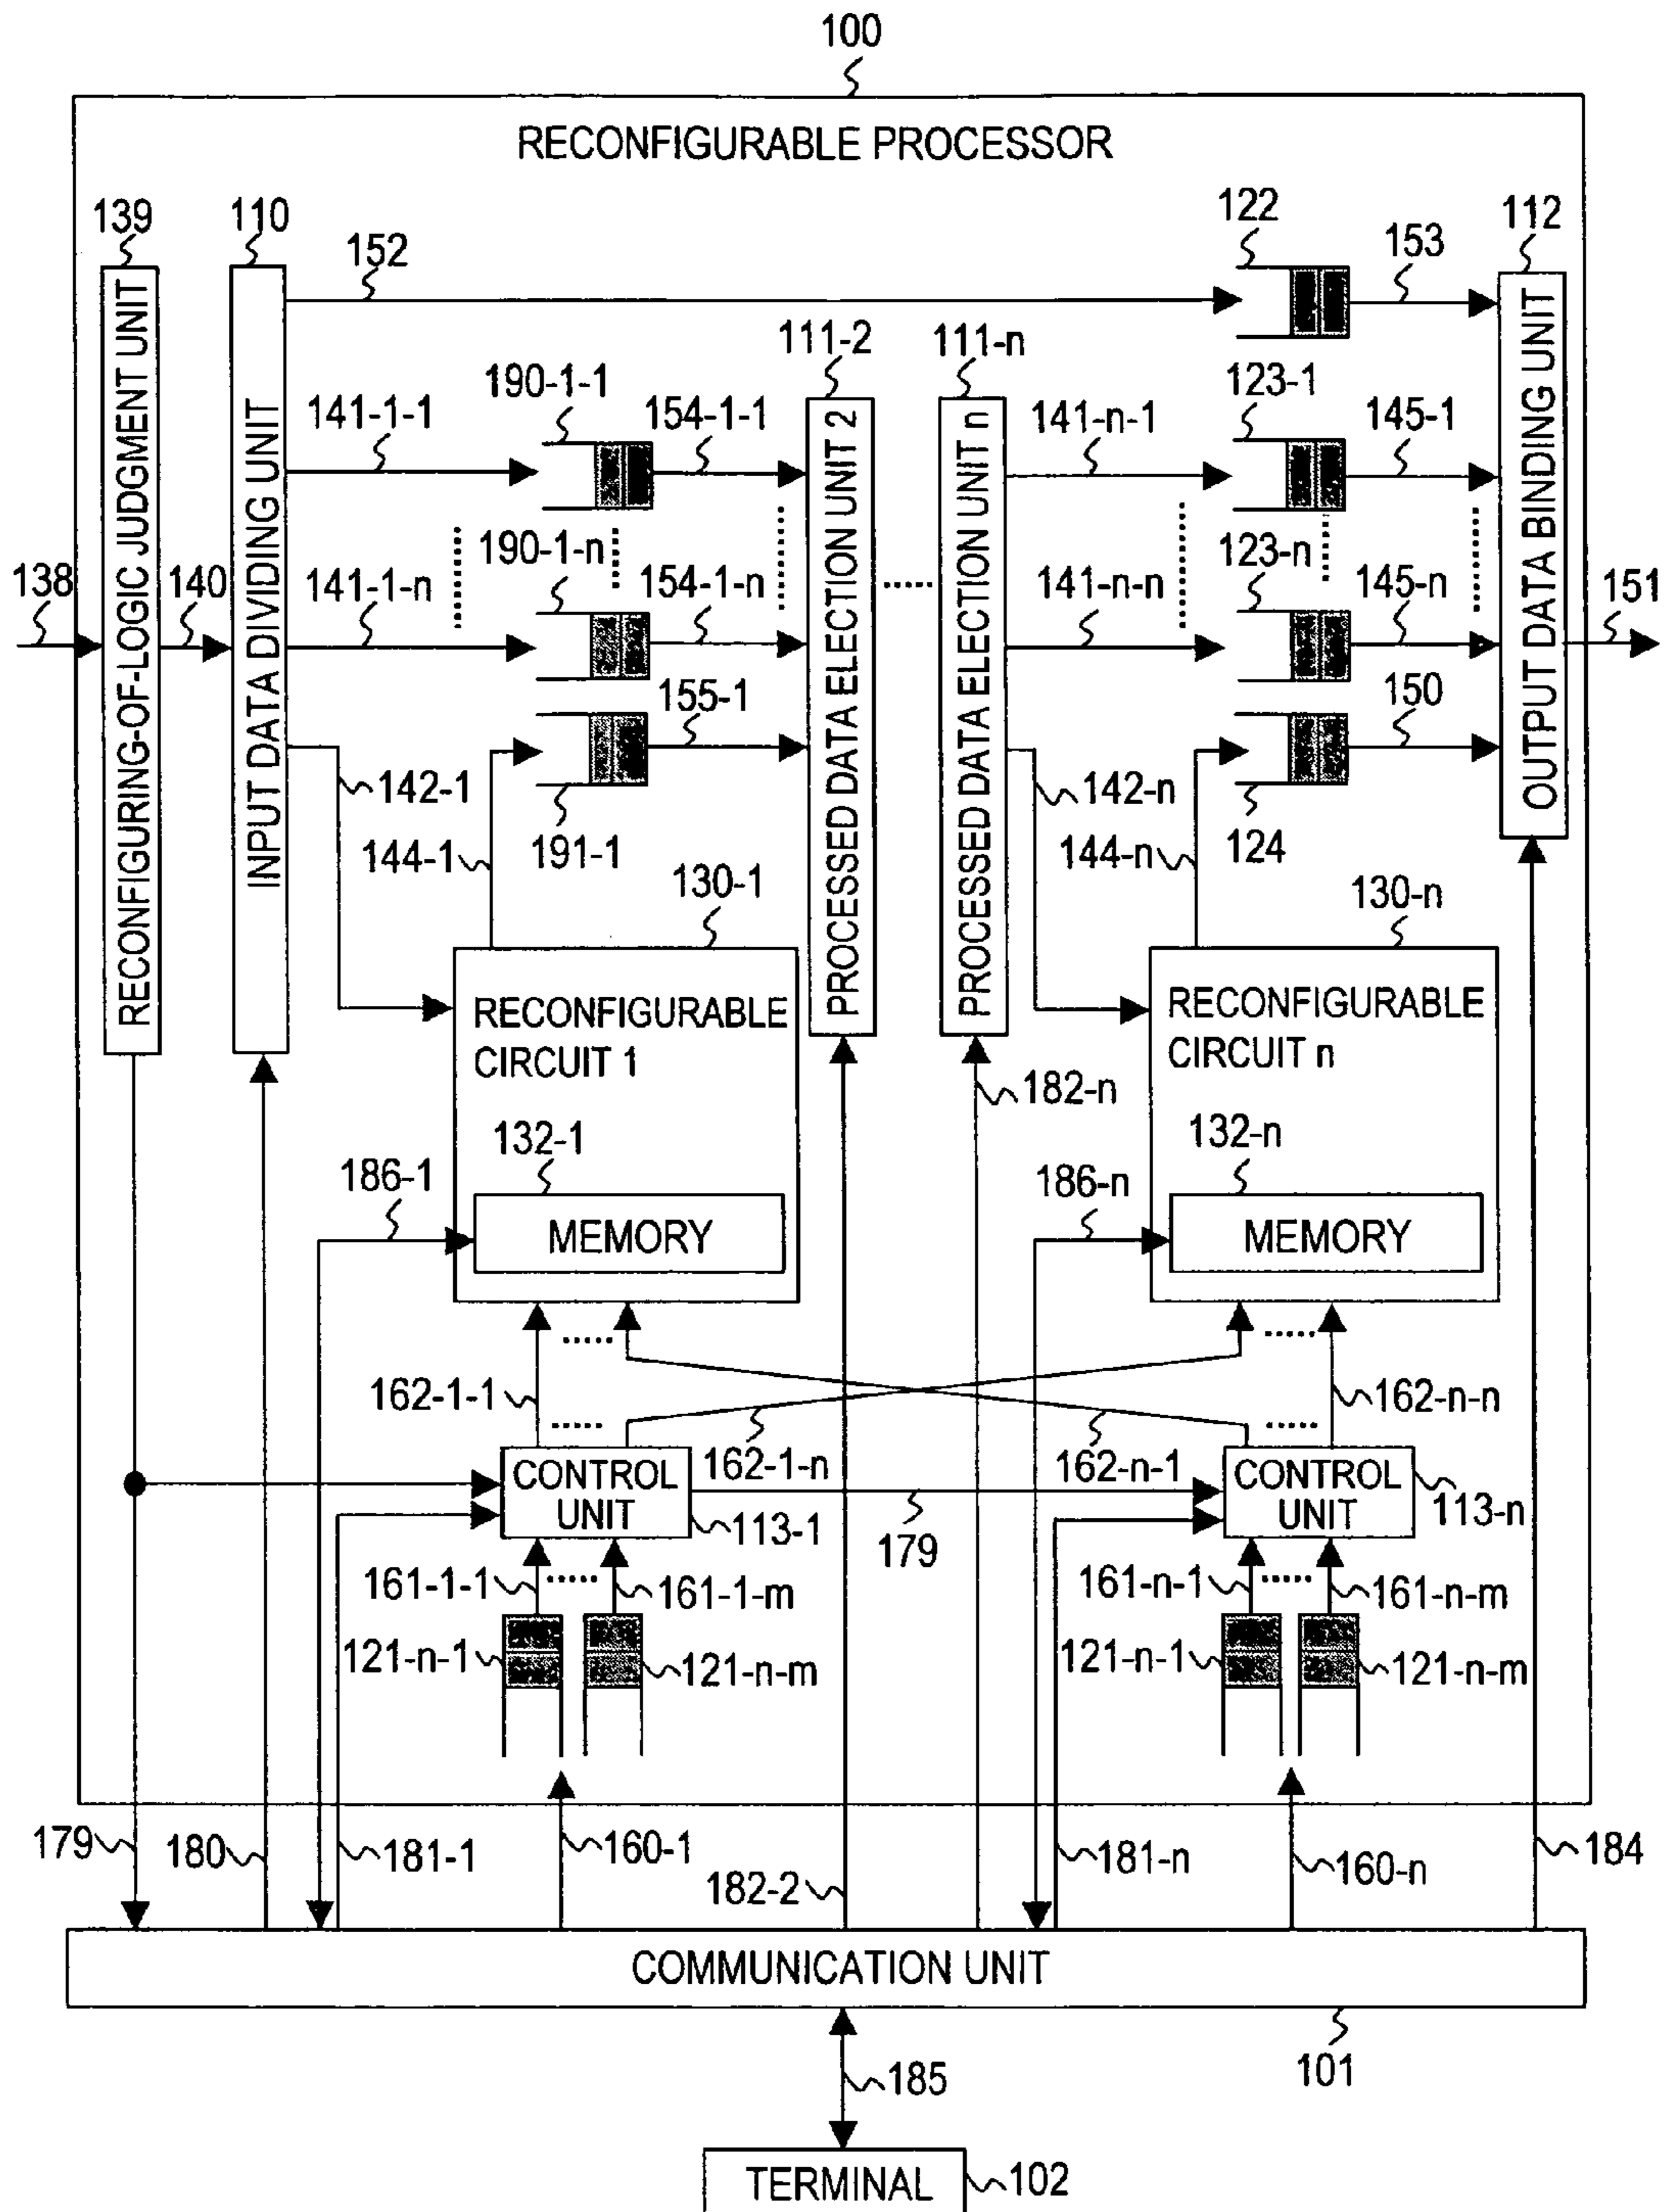 100
RECONFIGURABLE PROCESSOR
139
110
152
122
153
112
RECONFIGURING-OF-LOGIC JUDGMENT UNIT
INPUT DATA DIVIDING UNIT
111-2
111-n
PROCESSED DATA ELECTION UNIT 2
PROCESSED DATA ELECTION UNIT n
OUTPUT DATA BINDING UNIT
190-1-1
141-1-1
154-1-1
141-n-1
123-1
145-1
190-1-n
123-n
138
140
141-1-n
154-1-n
141-n-n
145-n
151
155-1
150
142-1
142-n
144-1
191-1
144-n
124
130-1
130-n
RECONFIGURABLE
CIRCUIT 1
RECONFIGURABLE
CIRCUIT n
182-n
132-1
132-n
186-1
186-n
MEMORY
MEMORY
162-1-1
162-n-n
162-1-n
162-n-1
CONTROL
UNIT
CONTROL
UNIT
113-1
179
113-n
161-1-1
161-1-m
161-n-1
161-n-m
121-n-1
121-n-m
121-n-1
121-n-m
179
180
181-1
160-1
182-2
181-n
160-n
184
COMMUNICATION UNIT
101
185
TERMINAL
102